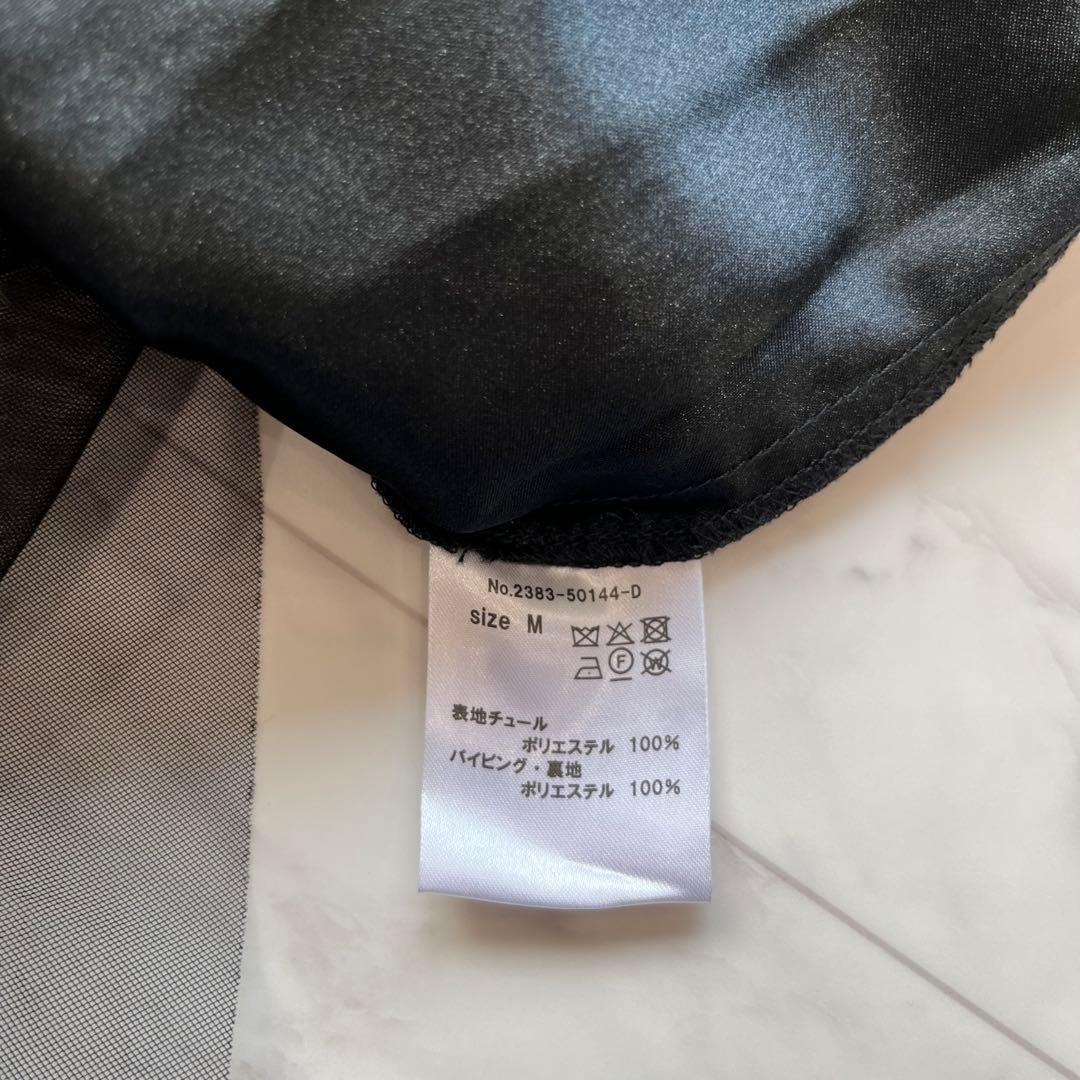 No.2383-50144-D
size M
F W
表地チュール
ポリエステル 100%
パイピング・裏地
ポリエステル 100%